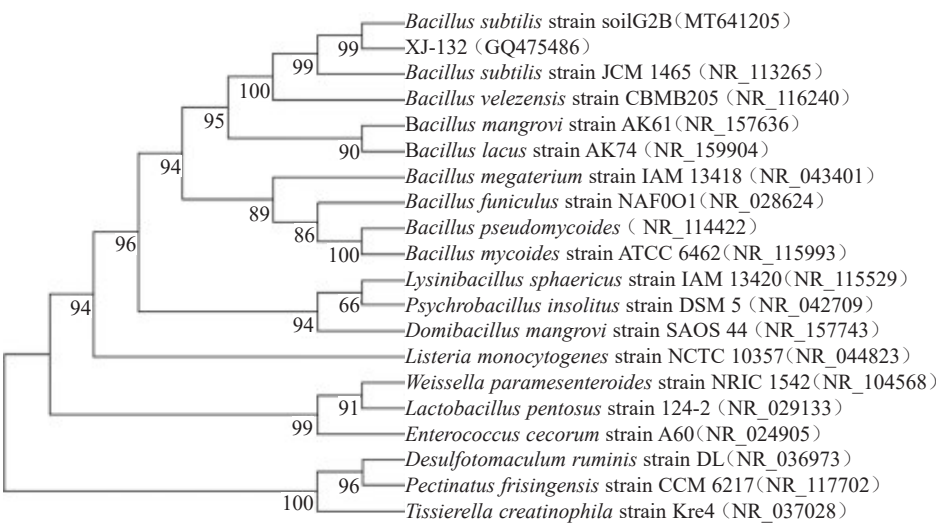 Bacillus subtilis strain soilG2B（MT641205）
99
XJ-132（GQ475486）
99
Bacillus subtilis strain JCM 1465（NR_113265）
100
Bacillus velezensis strain CBMB205（NR_116240）
95
Bacillus mangrovi strain AK61（NR_157636）
90
Bacillus lacus strain AK74（NR_159904）
94
Bacillus megaterium strain IAM 13418（NR_043401）
89
Bacillus funiculus strain NAF0O1（NR_028624）
86
Bacillus pseudomycoides（ NR_114422）
96
100
Bacillus mycoides strain ATCC 6462（NR_115993）
Lysinibacillus sphaericus strain IAM 13420（NR_115529）
66
Psychrobacillus insolitus strain DSM 5（NR_042709）
94
94
Domibacillus mangrovi strain SAOS 44（NR_157743）
Listeria monocytogenes strain NCTC 10357（NR_044823）
Weissella paramesenteroides strain NRIC 1542（NR_104568）
91
Lactobacillus pentosus strain 124-2（NR_029133）
99
Enterococcus cecorum strain A60（NR_024905）
Desulfotomaculum ruminis strain DL（NR_036973）
96
Pectinatus frisingensis strain CCM 6217（NR_117702）
100
Tissierella creatinophila strain Kre4（NR_037028）